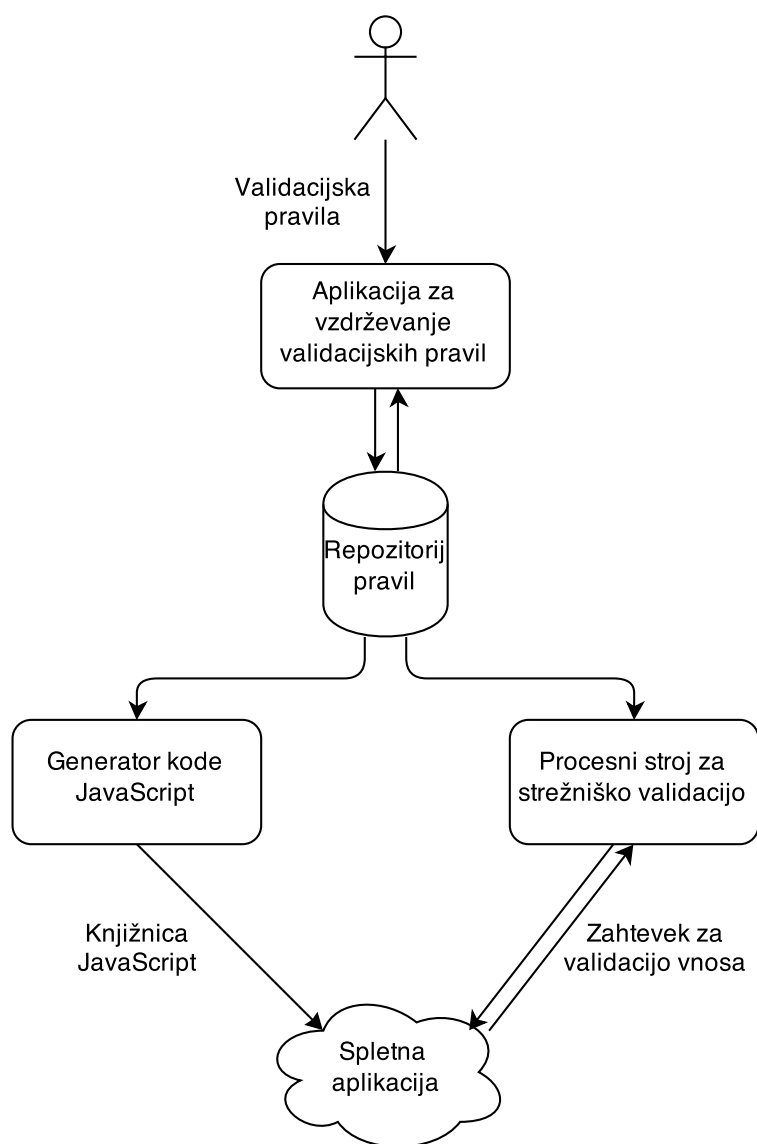 Validacijska
pravila
Aplikacija za
vzdrževanje
validacijskih pravil
Repozitorij
pravil
Generator kode
JavaScript
Procesni stroj za
strežniško validacijo
Knjižnica
JavaScript
Zahtevek za
validacijo vnosa
Spletna
aplikacija